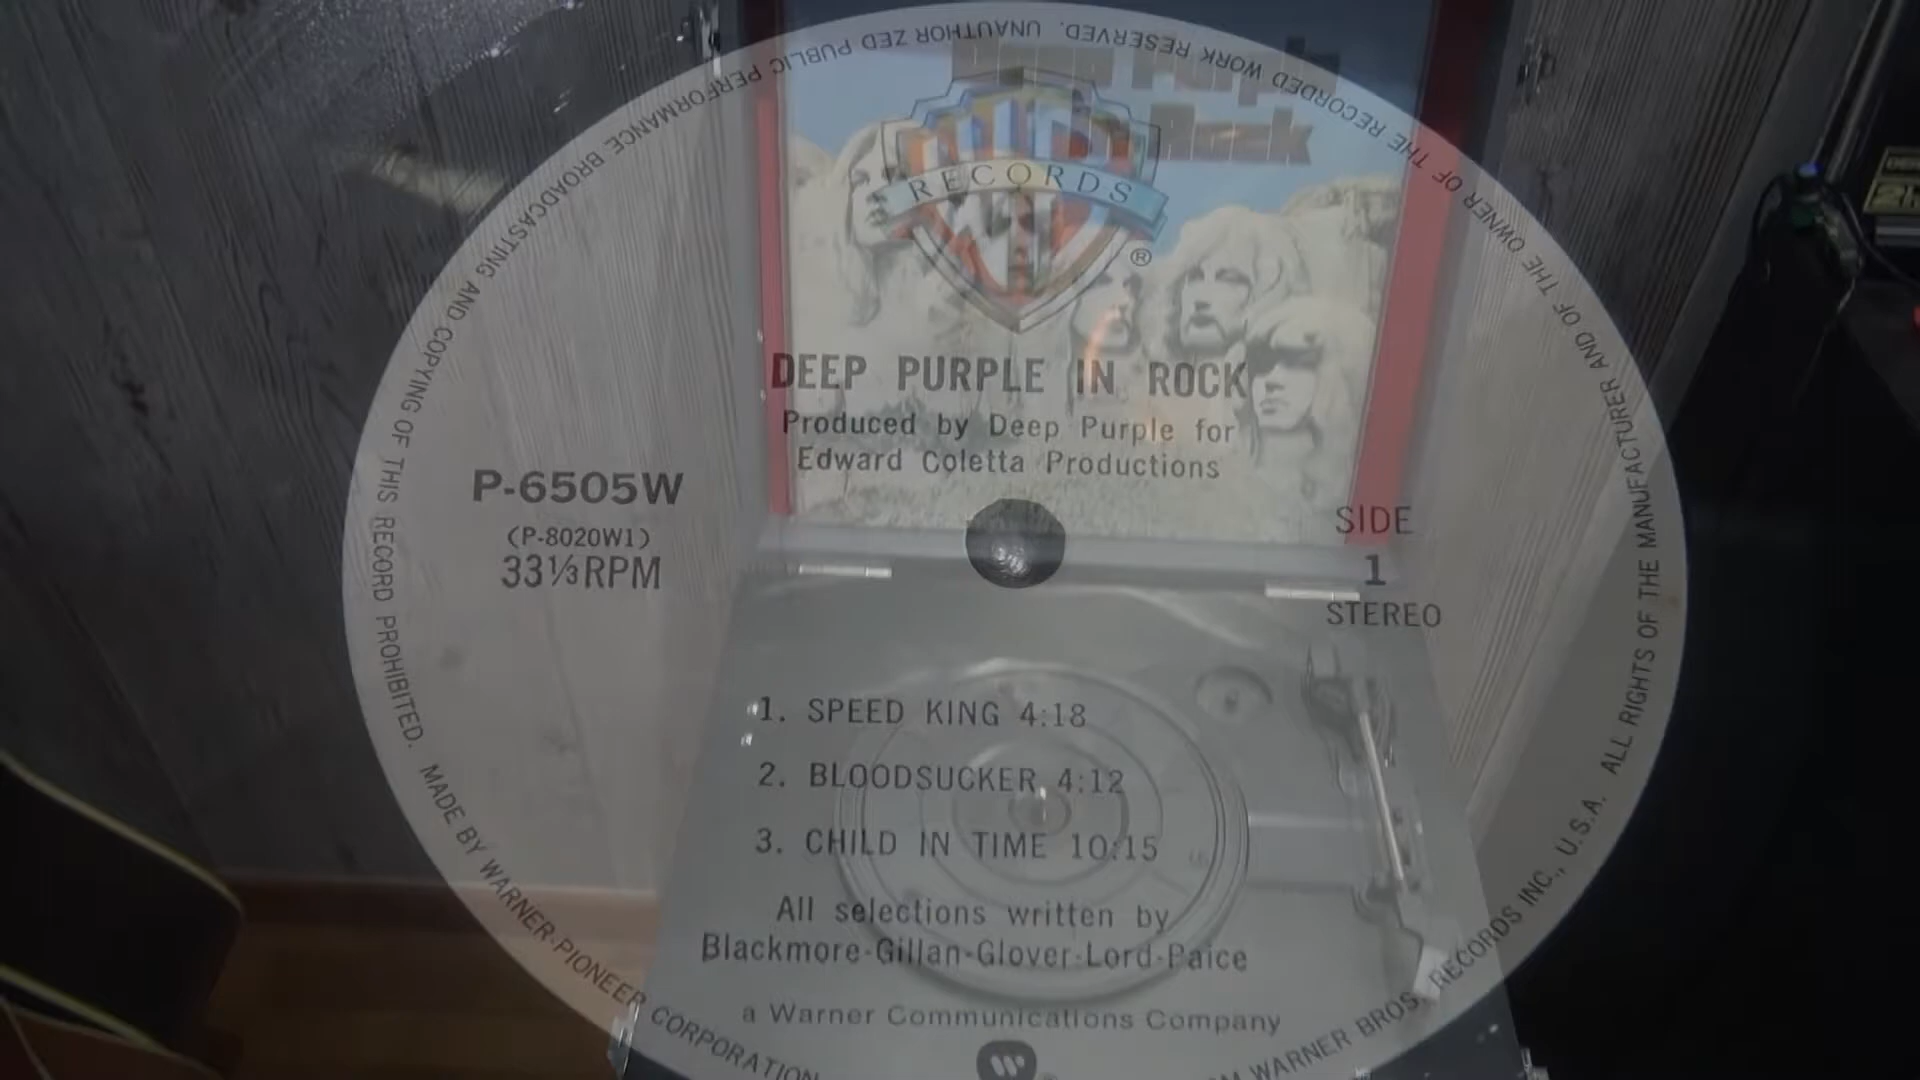 RECORDS
®
DEEP PURPLE IN ROCK
Produced by Deep Purple for
Edward Coletta Productions
P-6505W
(P-8020W1)
33⅓RPM
SIDE
1
STEREO
1. SPEED KING 4:18
2. BLOODSUCKER 4:12
3. CHILD IN TIME 10:15
All selections written by
Blackmore-Gillan-Glover-Lord-Paice
a Warner Communications Company
MADE BY WARNER-PIONEER CORPORATION
WARNER BROS. RECORDS INC., U.S.A. ALL RIGHTS OF THE MANUFACTURER AND OF THE OWNER OF THE RECORDED WORK RESERVED. UNAUTHOR ZED PUBLIC PERFORMANCE BROADCASTING AND COPYING OF THIS RECORD PROHIBITED.
Purple
Rock